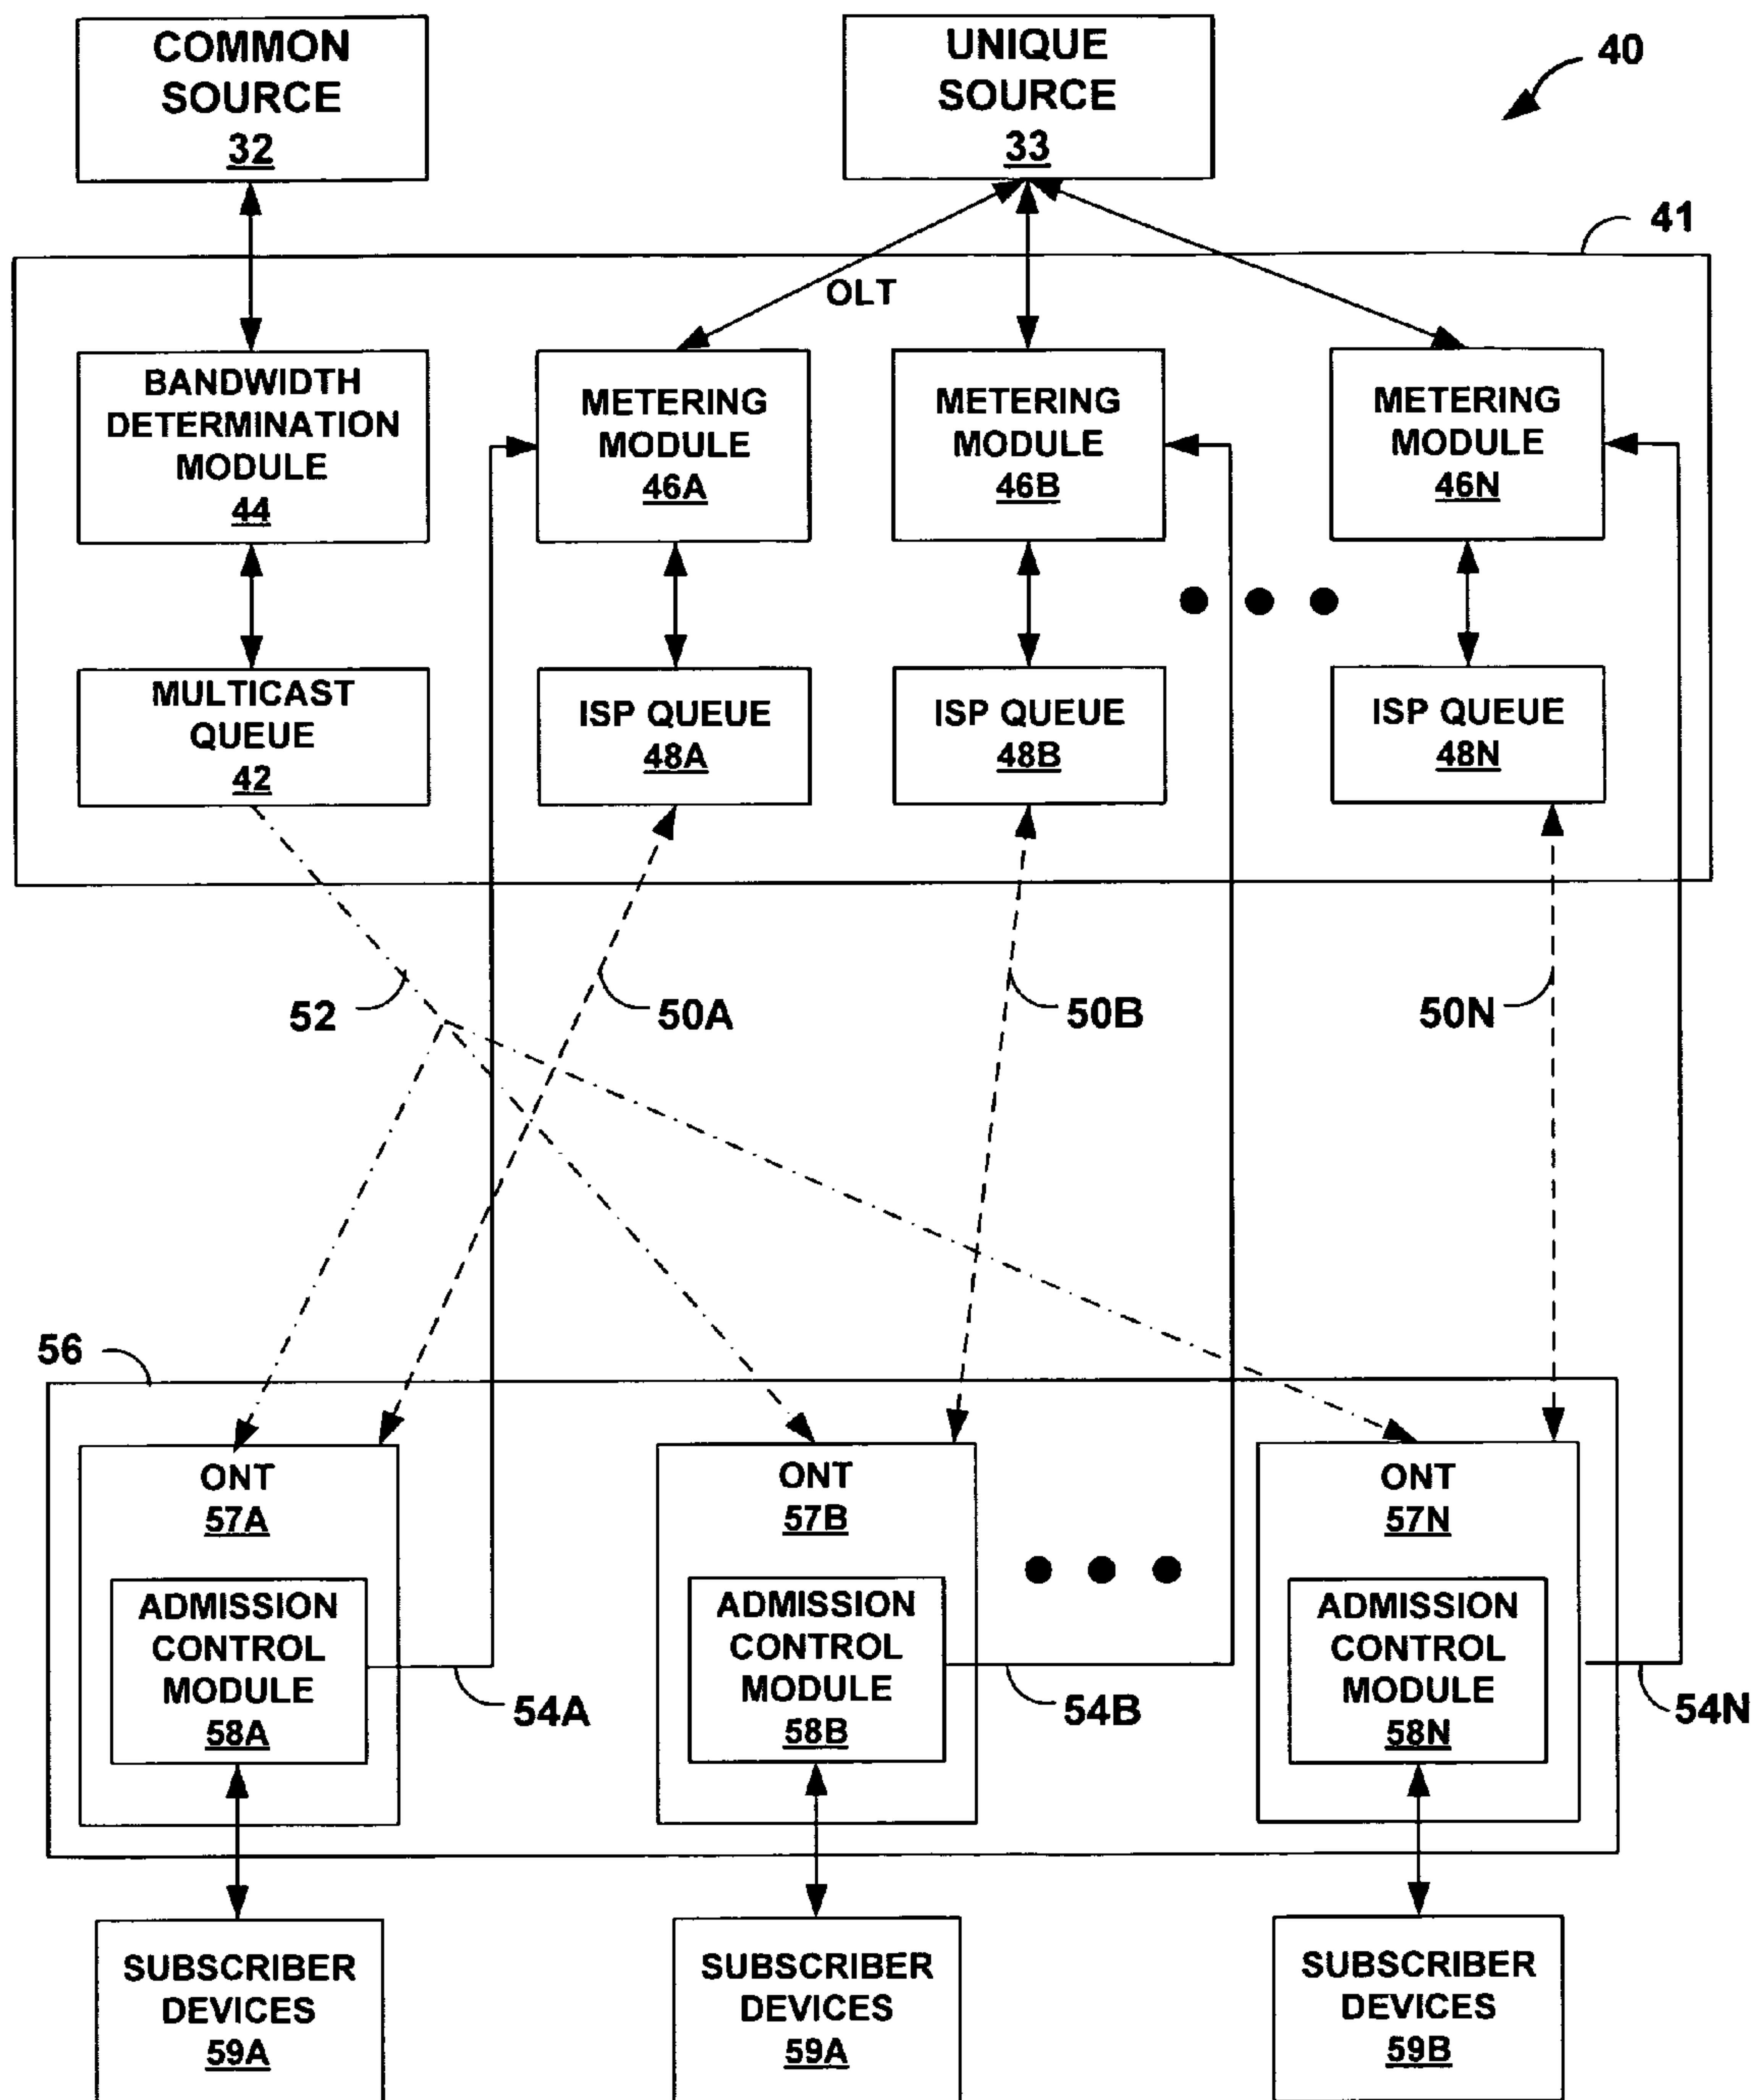 COMMON
SOURCE
32
UNIQUE
SOURCE
33
40
41
OLT
BANDWIDTH
DETERMINATION
MODULE
44
METERING
MODULE
46A
METERING
MODULE
46B
METERING
MODULE
46N
MULTICAST
QUEUE
42
ISP QUEUE
48A
ISP QUEUE
48B
ISP QUEUE
48N
52
50A
50B
50N
56
ONT
57A
ONT
57B
ONT
57N
ADMISSION
CONTROL
MODULE
58A
ADMISSION
CONTROL
MODULE
58B
ADMISSION
CONTROL
MODULE
58N
54A
54B
54N
SUBSCRIBER
DEVICES
59A
SUBSCRIBER
DEVICES
59A
SUBSCRIBER
DEVICES
59B